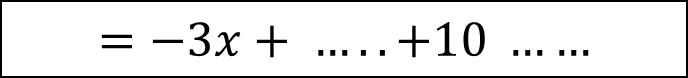 = −3x + ….. +10 ……